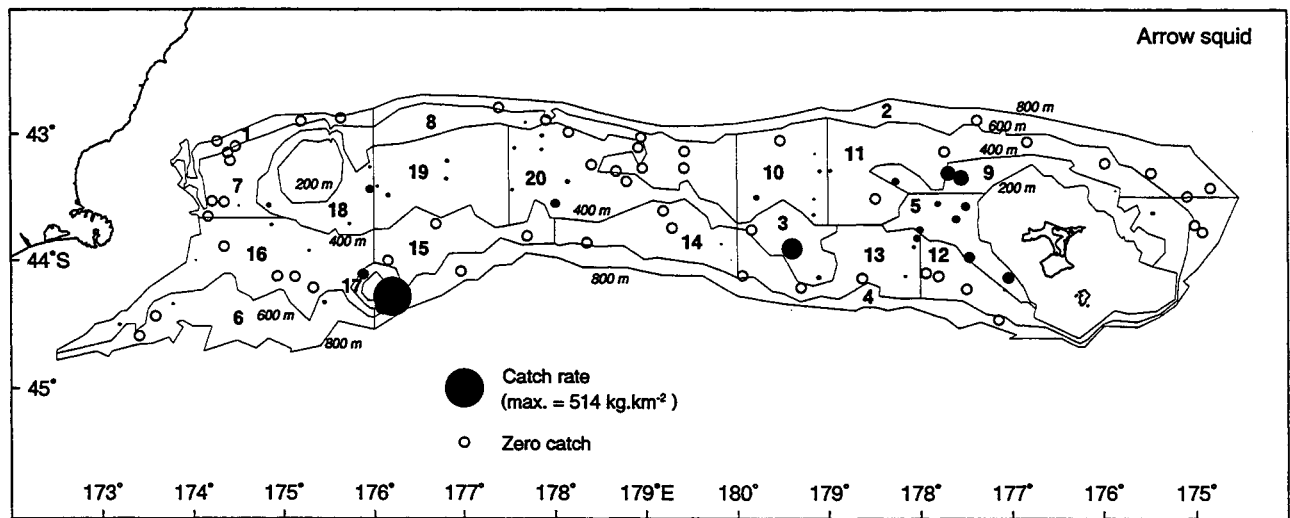 Arrow squid
800 m
2
600 m
8
43°
1
11
400 m
10
9
19
20
7
200 m
200 m
18
5
400 m
3
400 m
15
14
16
13
12
44°S
17
800 m
4
600 m
6
800 m
Catch rate
(max. = 514 kg.km⁻² )
45°
Zero catch
173° 174° 175° 176° 177° 178° 179°E 180° 179° 178° 177° 176° 175°